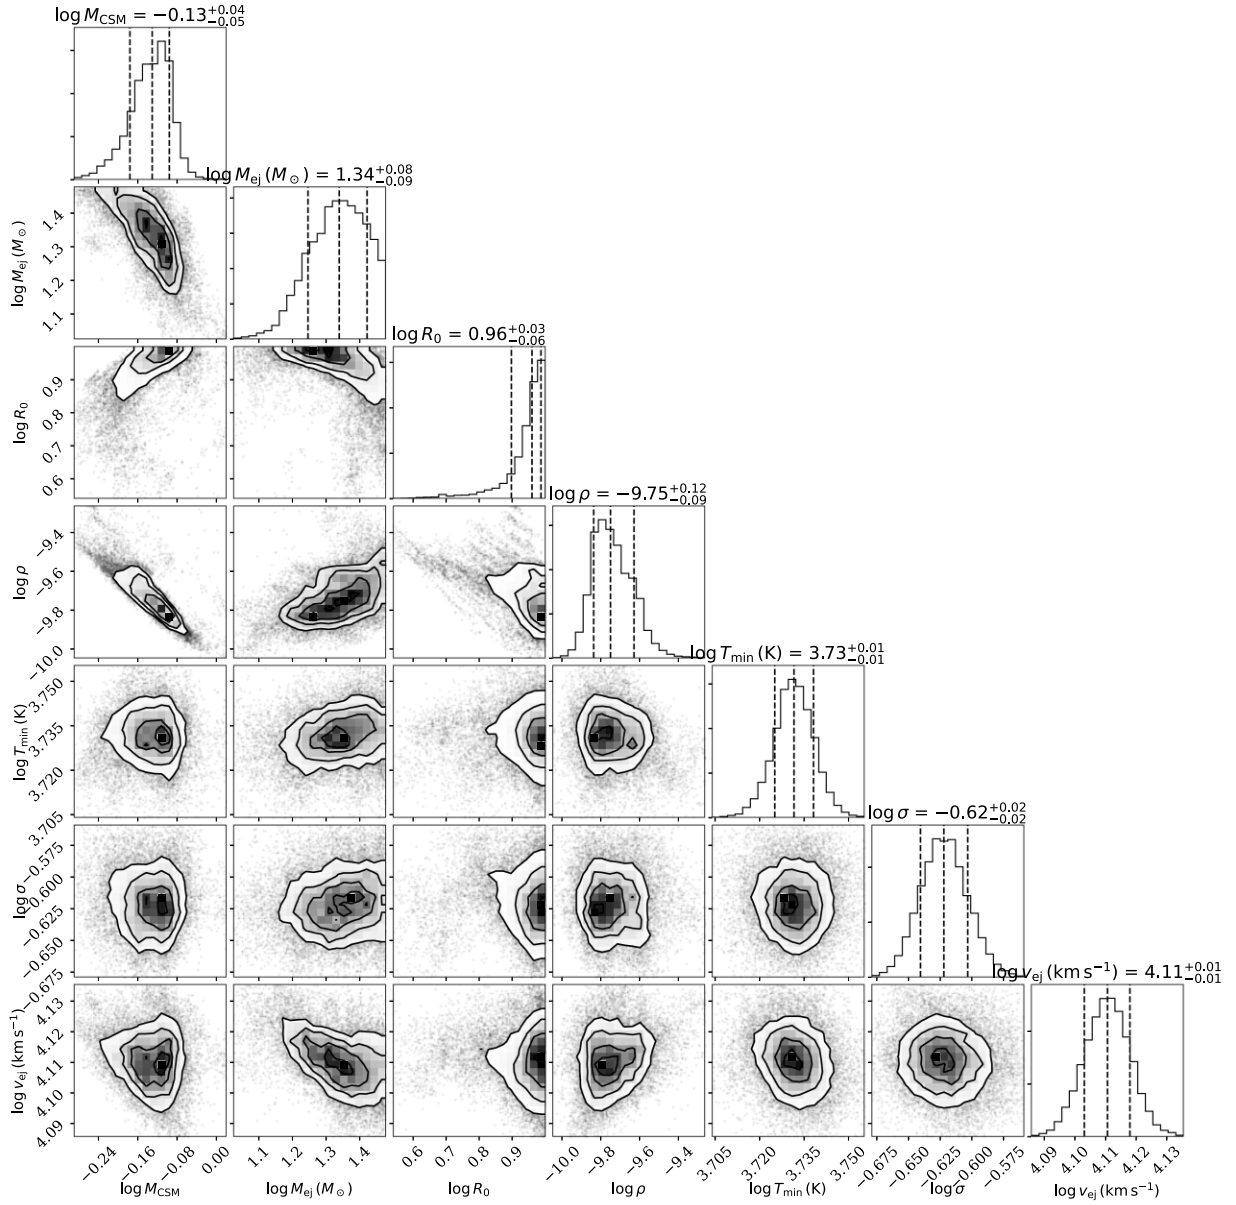 log M_CSM = −0.13 +0.04 −0.05
log M_ej (M_⊙) = 1.34 +0.08 −0.09
log M_ej (M_⊙)
1.4
1.3
1.2
1.1
log R_0 = 0.96 +0.03 −0.06
log R_0
0.9
0.8
0.7
0.6
log ρ = −9.75 +0.12 −0.09
log ρ
−9.4
−9.6
−9.8
−10.0
log T_min (K) = 3.73 +0.01 −0.01
log T_min (K)
3.750
3.735
3.720
3.705
log σ = −0.62 +0.02 −0.02
log σ
−0.575
−0.600
−0.625
−0.650
−0.675
log v_ej (km s⁻¹) = 4.11 +0.01 −0.01
log v_ej (km s⁻¹)
4.13
4.12
4.11
4.10
4.09
−0.24 −0.16 −0.08 0.00 1.1 1.2 1.3 1.4 0.6 0.7 0.8 0.9 −10.0 −9.8 −9.6 −9.4 3.705 3.720 3.735 3.750 −0.675 −0.650 −0.625 −0.600 −0.575 4.09 4.10 4.11 4.12 4.13
log M_CSM log M_ej (M_⊙) log R_0 log ρ log T_min (K) log σ log v_ej (km s⁻¹)